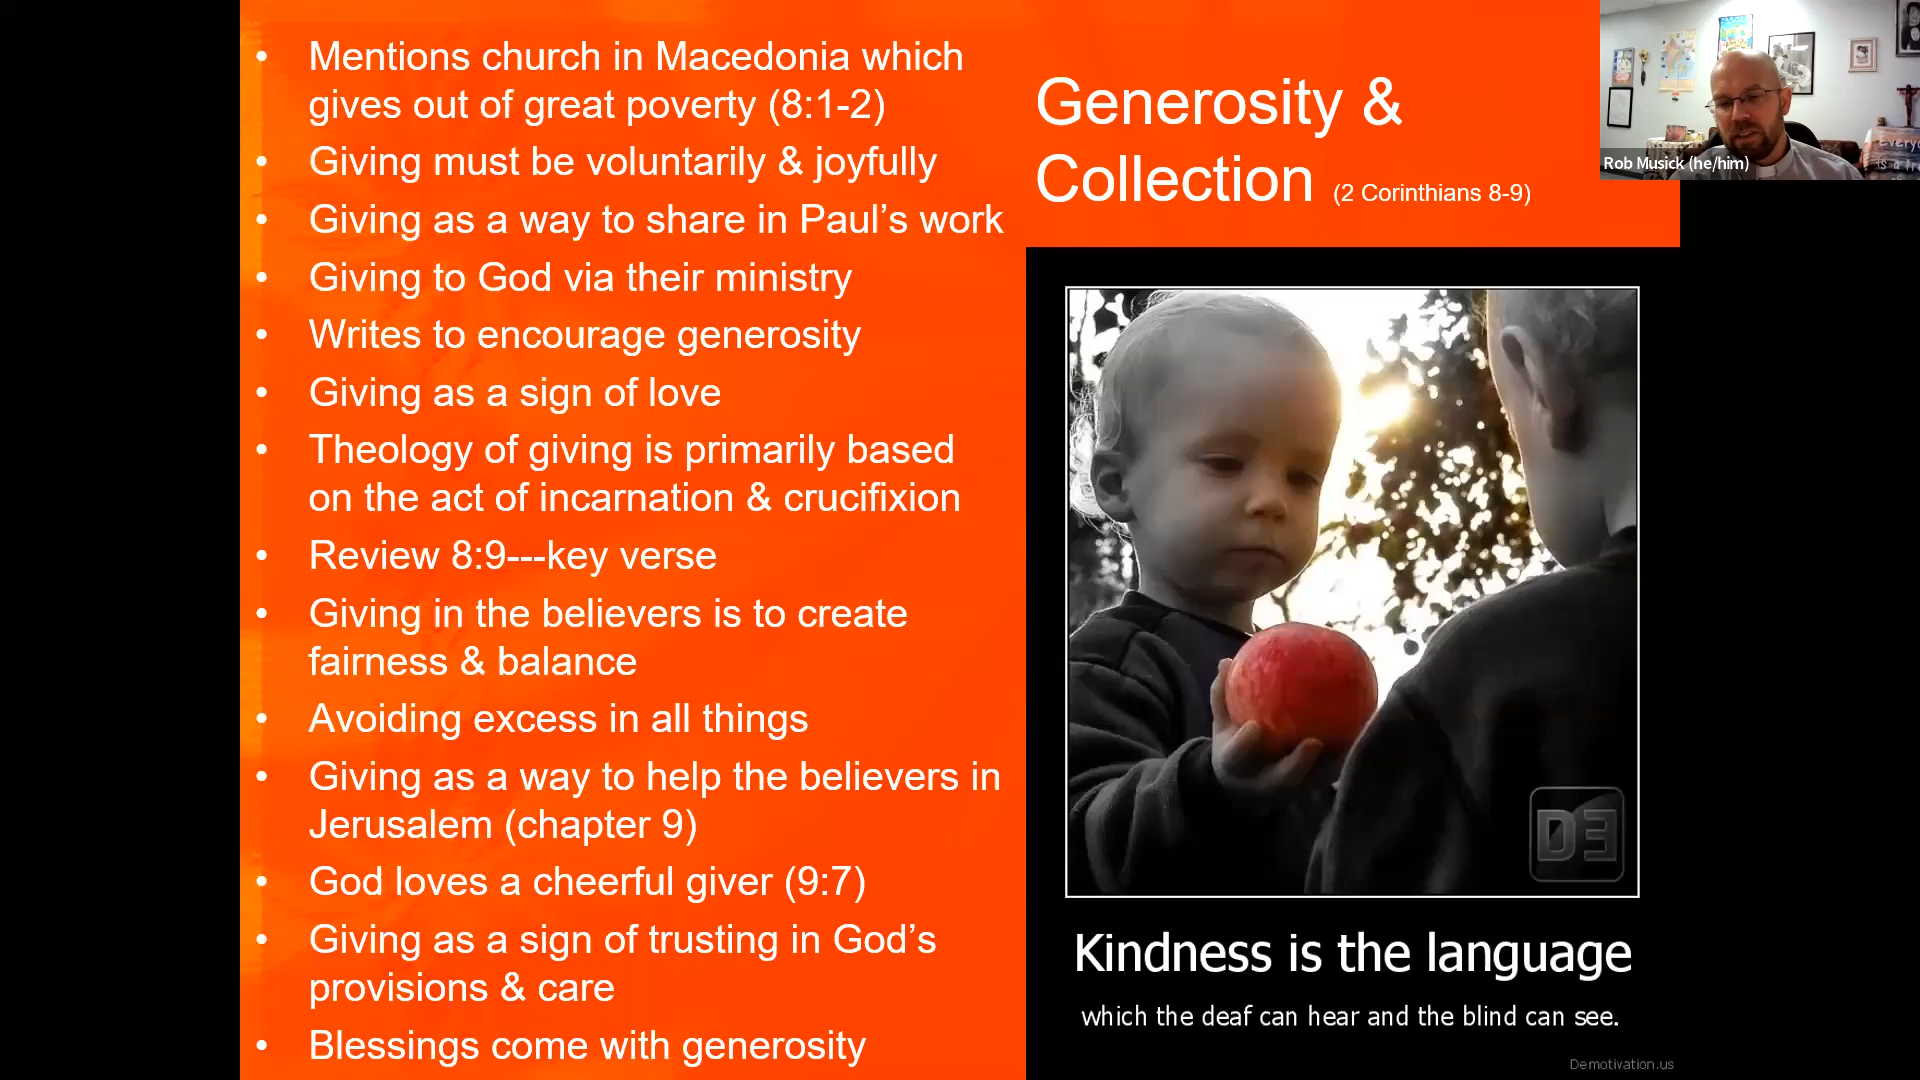 • Mentions church in Macedonia which
gives out of great poverty (8:1-2)
• Giving must be voluntarily & joyfully
• Giving as a way to share in Paul’s work
• Giving to God via their ministry
• Writes to encourage generosity
• Giving as a sign of love
• Theology of giving is primarily based
on the act of incarnation & crucifixion
• Review 8:9---key verse
• Giving in the believers is to create
fairness & balance
• Avoiding excess in all things
• Giving as a way to help the believers in
Jerusalem (chapter 9)
• God loves a cheerful giver (9:7)
• Giving as a sign of trusting in God’s
provisions & care
• Blessings come with generosity
Generosity &
Collection (2 Corinthians 8-9)
DE
Kindness is the language
which the deaf can hear and the blind can see.
Demotivation.us
Rob Musick (he/him)
is a